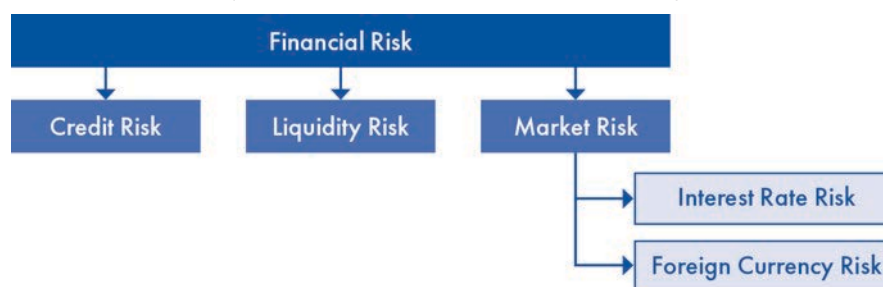 Financial Risk
Credit Risk
Liquidity Risk
Market Risk
Interest Rate Risk
Foreign Currency Risk